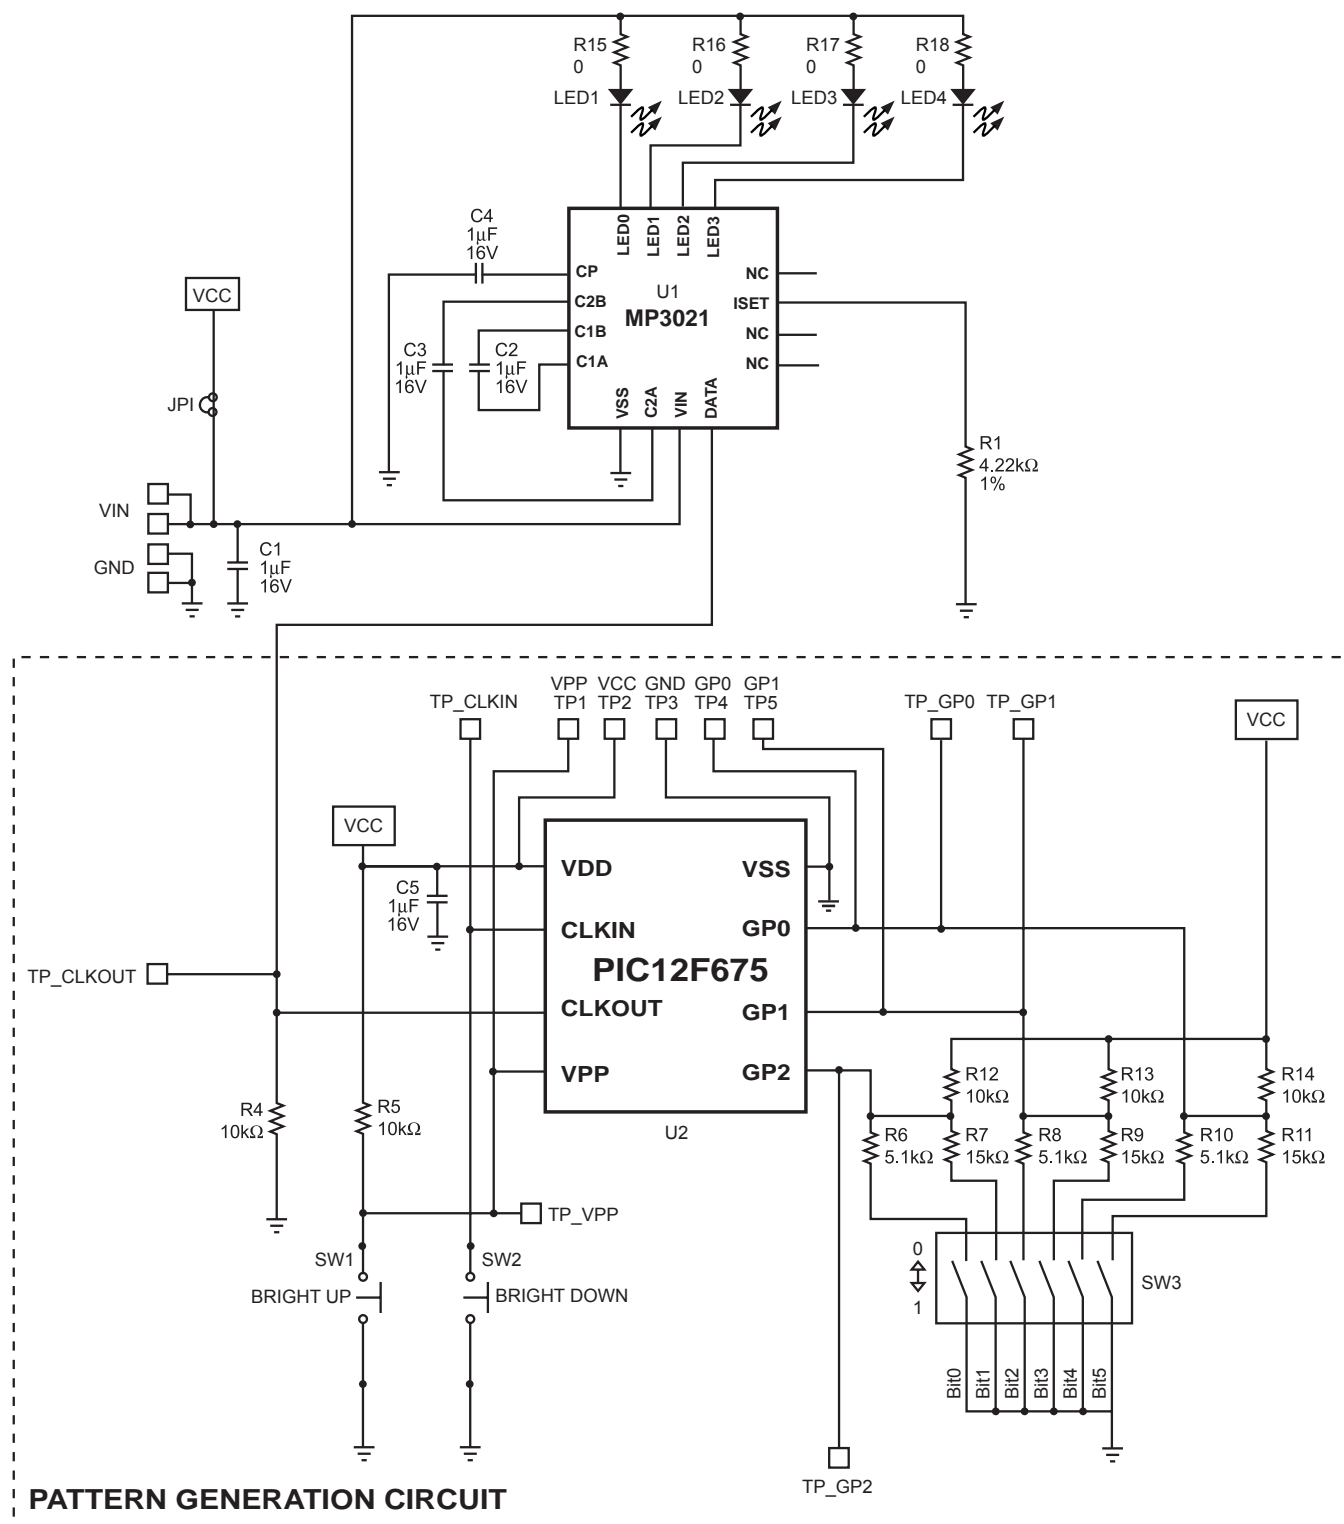 R15
0
R16
0
R17
0
R18
0
LED1
LED2
LED3
LED4
LED0
LED1
LED2
LED3
C4
1µF
16V
CP
C2B
C1B
C1A
U1
MP3021
NC
ISET
NC
NC
VSS
C2A
VIN
DATA
C3
1µF
16V
C2
1µF
16V
VCC
JPI
VIN
GND
C1
1µF
16V
R1
4.22kΩ
1%
TP_CLKIN
VPP
TP1
VCC
TP2
GND
TP3
GP0
TP4
GP1
TP5
TP_GP0
TP_GP1
VCC
VCC
C5
1µF
16V
VDD
CLKIN
CLKOUT
VPP
PIC12F675
VSS
GP0
GP1
GP2
U2
TP_CLKOUT
R4
10kΩ
R5
10kΩ
R12
10kΩ
R13
10kΩ
R14
10kΩ
R6
5.1kΩ
R7
15kΩ
R8
5.1kΩ
R9
15kΩ
R10
5.1kΩ
R11
15kΩ
TP_VPP
SW1
BRIGHT UP
SW2
BRIGHT DOWN
0
1
SW3
Bit0
Bit1
Bit2
Bit3
Bit4
Bit5
TP_GP2
PATTERN GENERATION CIRCUIT